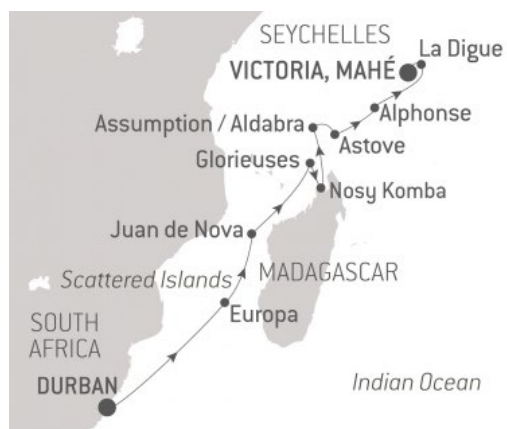 SEYCHELLES
La Digue
VICTORIA, MAHÉ
Alphonse
Assumption / Aldabra
Astove
Glorieuses
Nosy Komba
Juan de Nova
Scattered Islands
MADAGASCAR
Europa
SOUTH
AFRICA
DURBAN
Indian Ocean